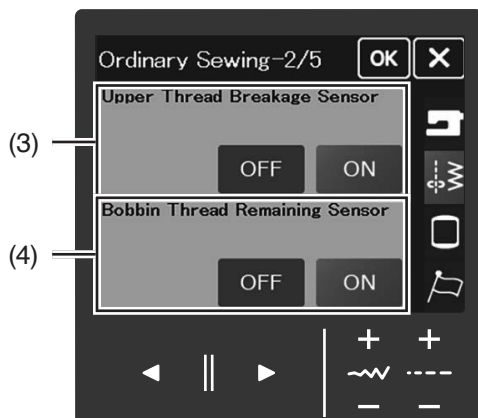 Ordinary Sewing-2/5 OK X
Upper Thread Breakage Sensor
(3)
OFF ON
Bobbin Thread Remaining Sensor
(4)
OFF ON